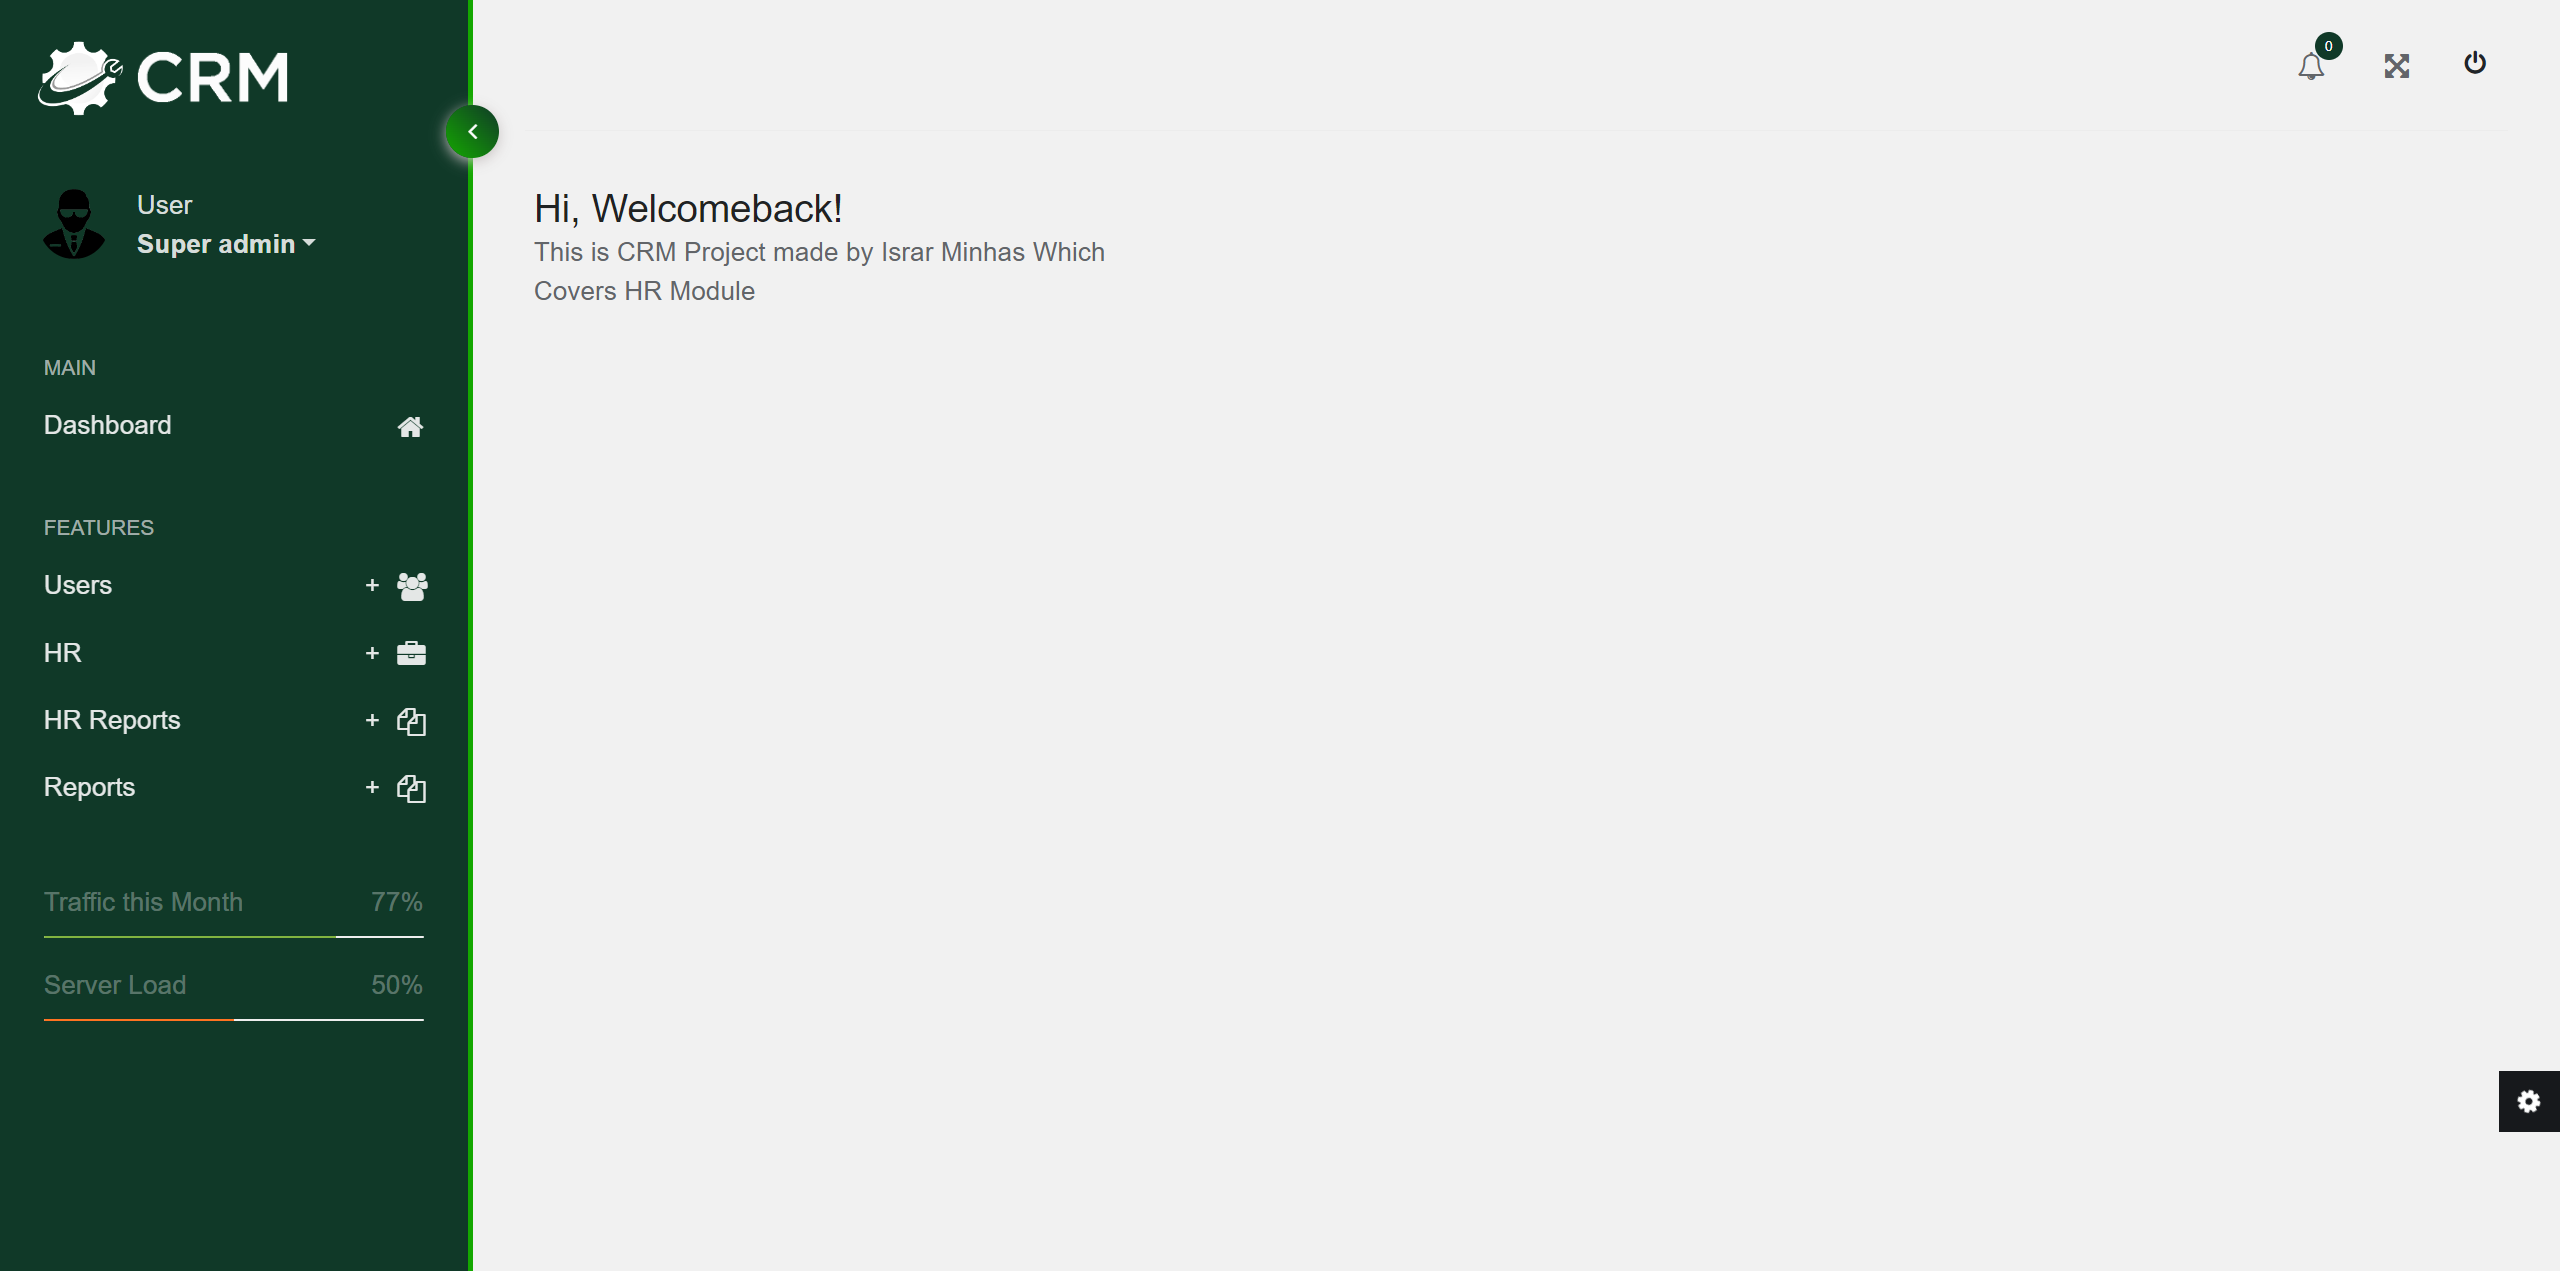 CRM
User
Super admin
MAIN
Dashboard
FEATURES
Users +
HR +
HR Reports +
Reports +
Traffic this Month 77%
Server Load 50%
0
Hi, Welcomeback!
This is CRM Project made by Israr Minhas Which
Covers HR Module